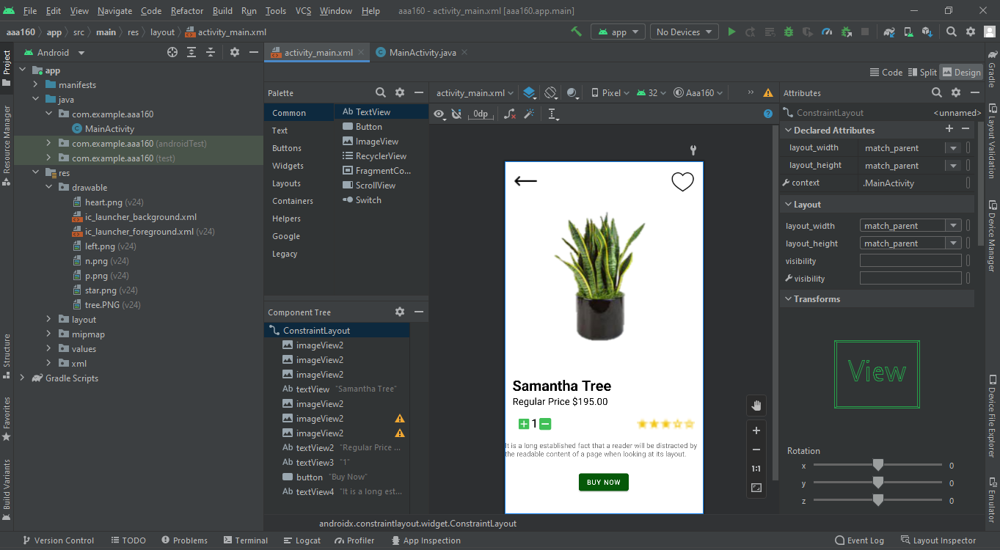 File Edit View Navigate Code Refactor Build Run Tools VCS Window Help aaa160 - activity_main.xml [aaa160.app.main]
aaa160 app src main res layout activity_main.xml app No Devices
Android activity_main.xml MainActivity.java
Code Split Design
Project
Resource Manager
Structure
Favorites
Build Variants
app
manifests
java
com.example.aaa160
MainActivity
com.example.aaa160 (androidTest)
com.example.aaa160 (test)
res
drawable
heart.png (v24)
ic_launcher_background.xml
ic_launcher_foreground.xml (v24)
left.png (v24)
n.png (v24)
p.png (v24)
star.png (v24)
tree.PNG (v24)
layout
mipmap
values
xml
Gradle Scripts
Palette
Common
Text
Buttons
Widgets
Layouts
Containers
Helpers
Google
Legacy
Ab TextView
Button
ImageView
RecyclerView
FragmentCo...
ScrollView
Switch
Component Tree
ConstraintLayout
imageView2
imageView2
imageView2
Ab textView "Samantha Tree"
imageView2
imageView2
imageView2
Ab textView2 "Regular Price ...
Ab textView3 "1"
button "Buy Now"
Ab textView4 "It is a long est...
activity_main.xml Pixel 32 Aaa160
0dp
Samantha Tree
Regular Price $195.00
1
It is a long established fact that a reader will be distracted by
the readable content of a page when looking at its layout.
BUY NOW
1:1
androidx.constraintlayout.widget.ConstraintLayout
Attributes
ConstraintLayout <unnamed>
Declared Attributes
layout_width match_parent
layout_height match_parent
context .MainActivity
Layout
layout_width match_parent
layout_height match_parent
visibility
visibility
Transforms
View
Rotation
x 0
y 0
z 0
Gradle
Layout Validation
Device Manager
Device File Explorer
Emulator
Version Control TODO Problems Terminal Logcat Profiler App Inspection Event Log Layout Inspector